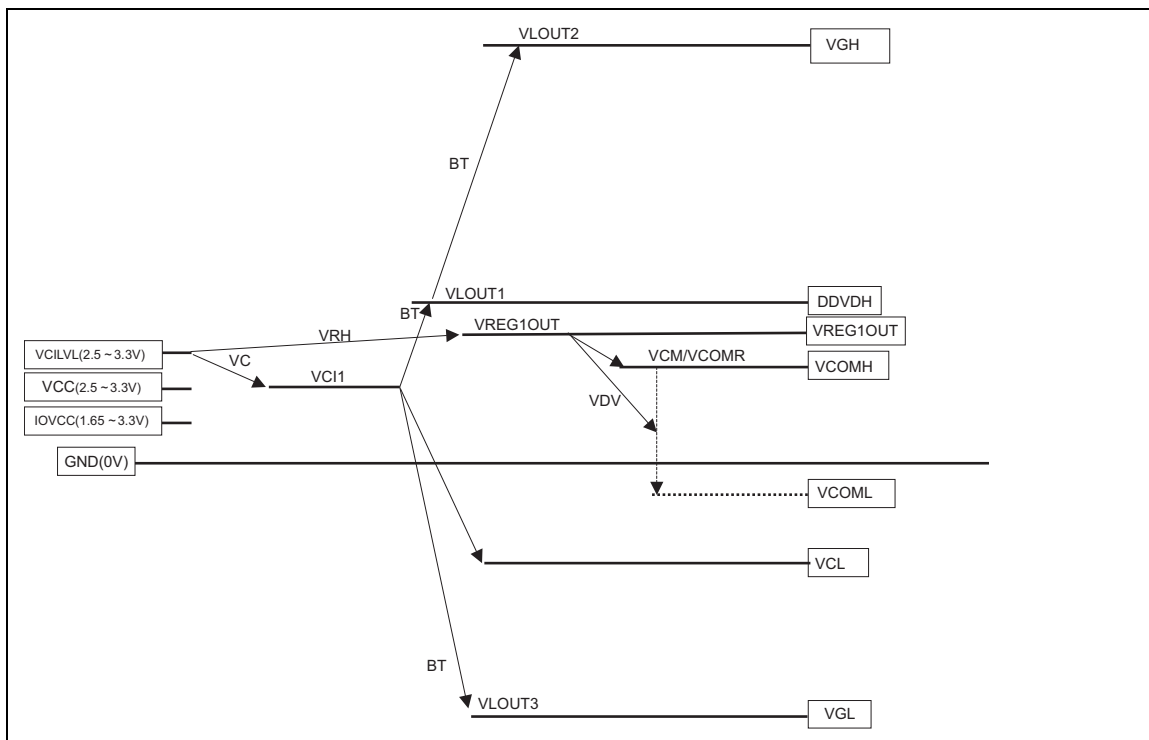 VLOUT2
VGH
BT
VLOUT1
DDVDH
BT
VREG1OUT
VREG1OUT
VRH
VCILVL(2.5 ~ 3.3V)
VC
VCM/VCOMR
VCOMH
VCI1
VCC(2.5 ~ 3.3V)
VDV
IOVCC(1.65 ~ 3.3V)
GND(0V)
VCOML
VCL
BT
VLOUT3
VGL